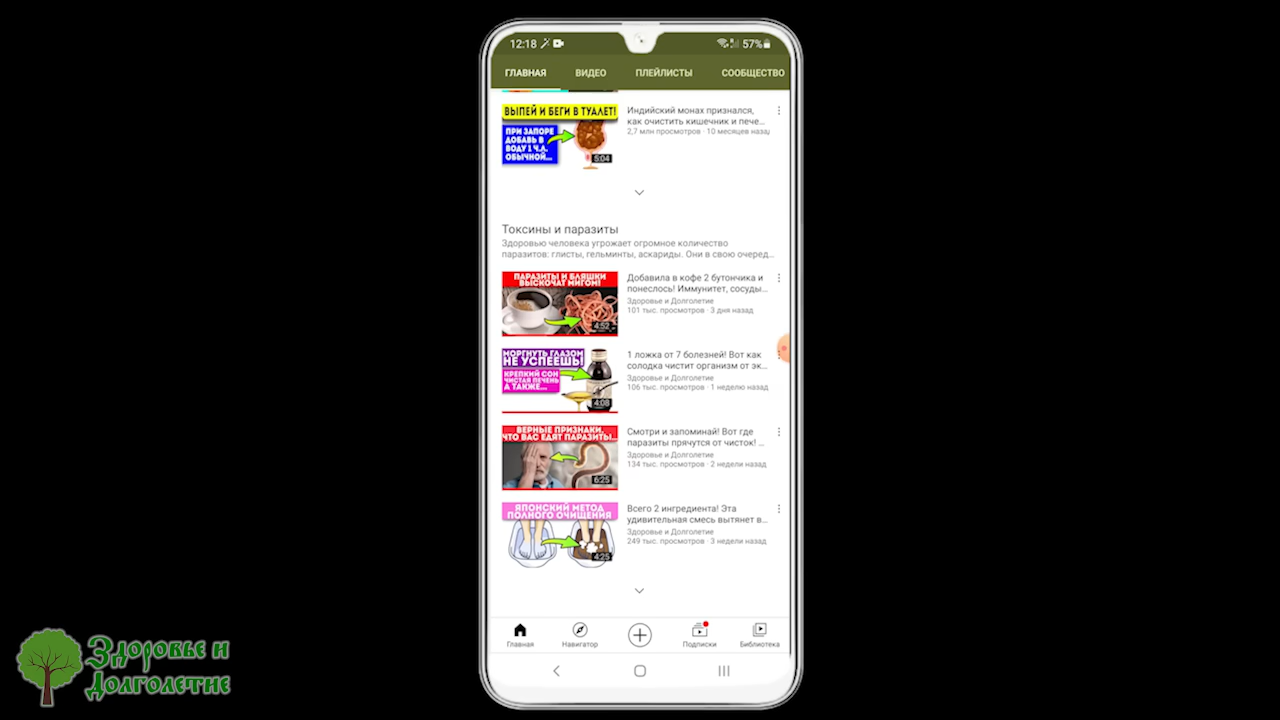 12:18
57%
ГЛАВНАЯ ВИДЕО ПЛЕЙЛИСТЫ СООБЩЕСТВО
ВЫПЕЙ И БЕГИ В ТУАЛЕТ!
ПРИ ЗАПОРЕ
ДОБАВЬ В
ВОДУ 1 Ч.Л.
ОБЫЧНОЙ...
5:04
Индийский монах признался,
как очистить кишечник и пече...
2,7 млн просмотров · 10 месяцев назад
Токсины и паразиты
Здоровью человека угрожает огромное количество
паразитов: глисты, гельминты, аскариды. Они в свою очеред...
ПАРАЗИТЫ И БЛЯШКИ
ВЫСКОЧАТ МИГОМ!
4:52
Добавила в кофе 2 бутончика и
понеслось! Иммунитет, сосуды...
Здоровье и Долголетие
101 тыс. просмотров · 3 дня назад
МОРГНУТЬ ГЛАЗОМ
НЕ УСПЕЕШЬ!
КРЕПКИЙ СОН
ЧИСТАЯ ПЕЧЕНЬ
А ТАКЖЕ...
4:08
1 ложка от 7 болезней! Вот как
солодка чистит организм от эк...
Здоровье и Долголетие
106 тыс. просмотров · 1 неделю назад
ВЕРНЫЕ ПРИЗНАКИ,
ЧТО ВАС ЕДЯТ ПАРАЗИТЫ...
6:25
Смотри и запоминай! Вот где
паразиты прячутся от чисток! ...
Здоровье и Долголетие
134 тыс. просмотров · 2 недели назад
ЯПОНСКИЙ МЕТОД
ПОЛНОГО ОЧИЩЕНИЯ
4:25
Всего 2 ингредиента! Эта
удивительная смесь вытянет в...
Здоровье и Долголетие
249 тыс. просмотров · 3 недели назад
Главная Навигатор Подписки Библиотека
Здоровье и
Долголетие